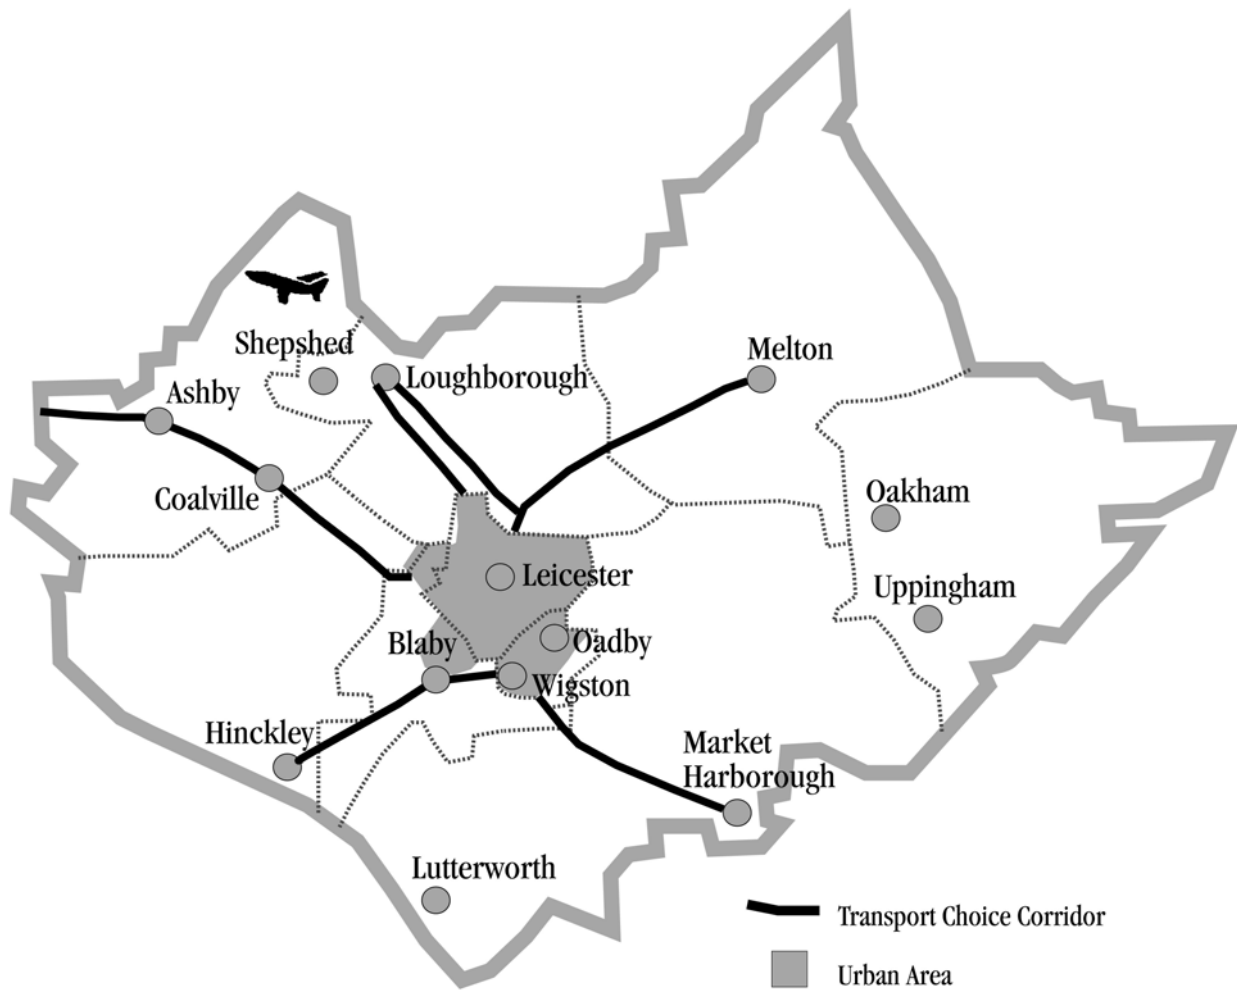 Shepshed
Melton
Loughborough
Ashby
Coalville
Oakham
Leicester
Uppingham
Blaby
Oadby
Wigston
Hinckley
Market
Harborough
Lutterworth
Transport Choice Corridor
Urban Area